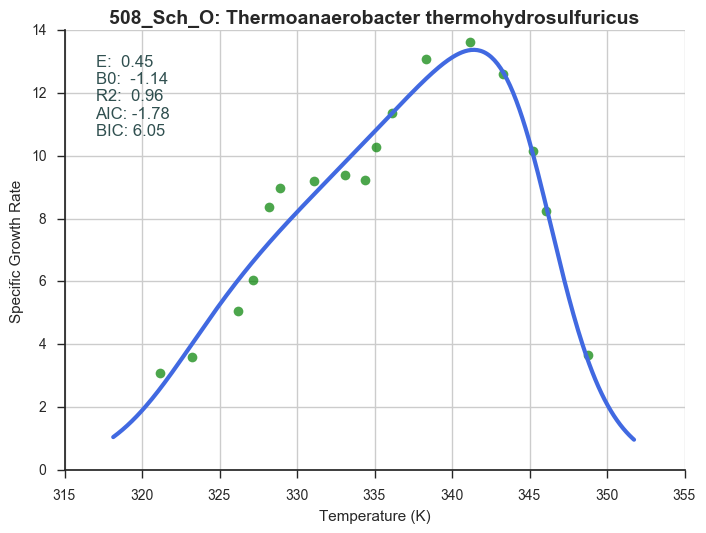 508_Sch_O: Thermoanaerobacter thermohydrosulfuricus
E:  0.45
B0:  -1.14
R2:  0.96
AIC: -1.78
BIC: 6.05
Specific Growth Rate
14
12
10
8
6
4
2
0
315 320 325 330 335 340 345 350 355
Temperature (K)